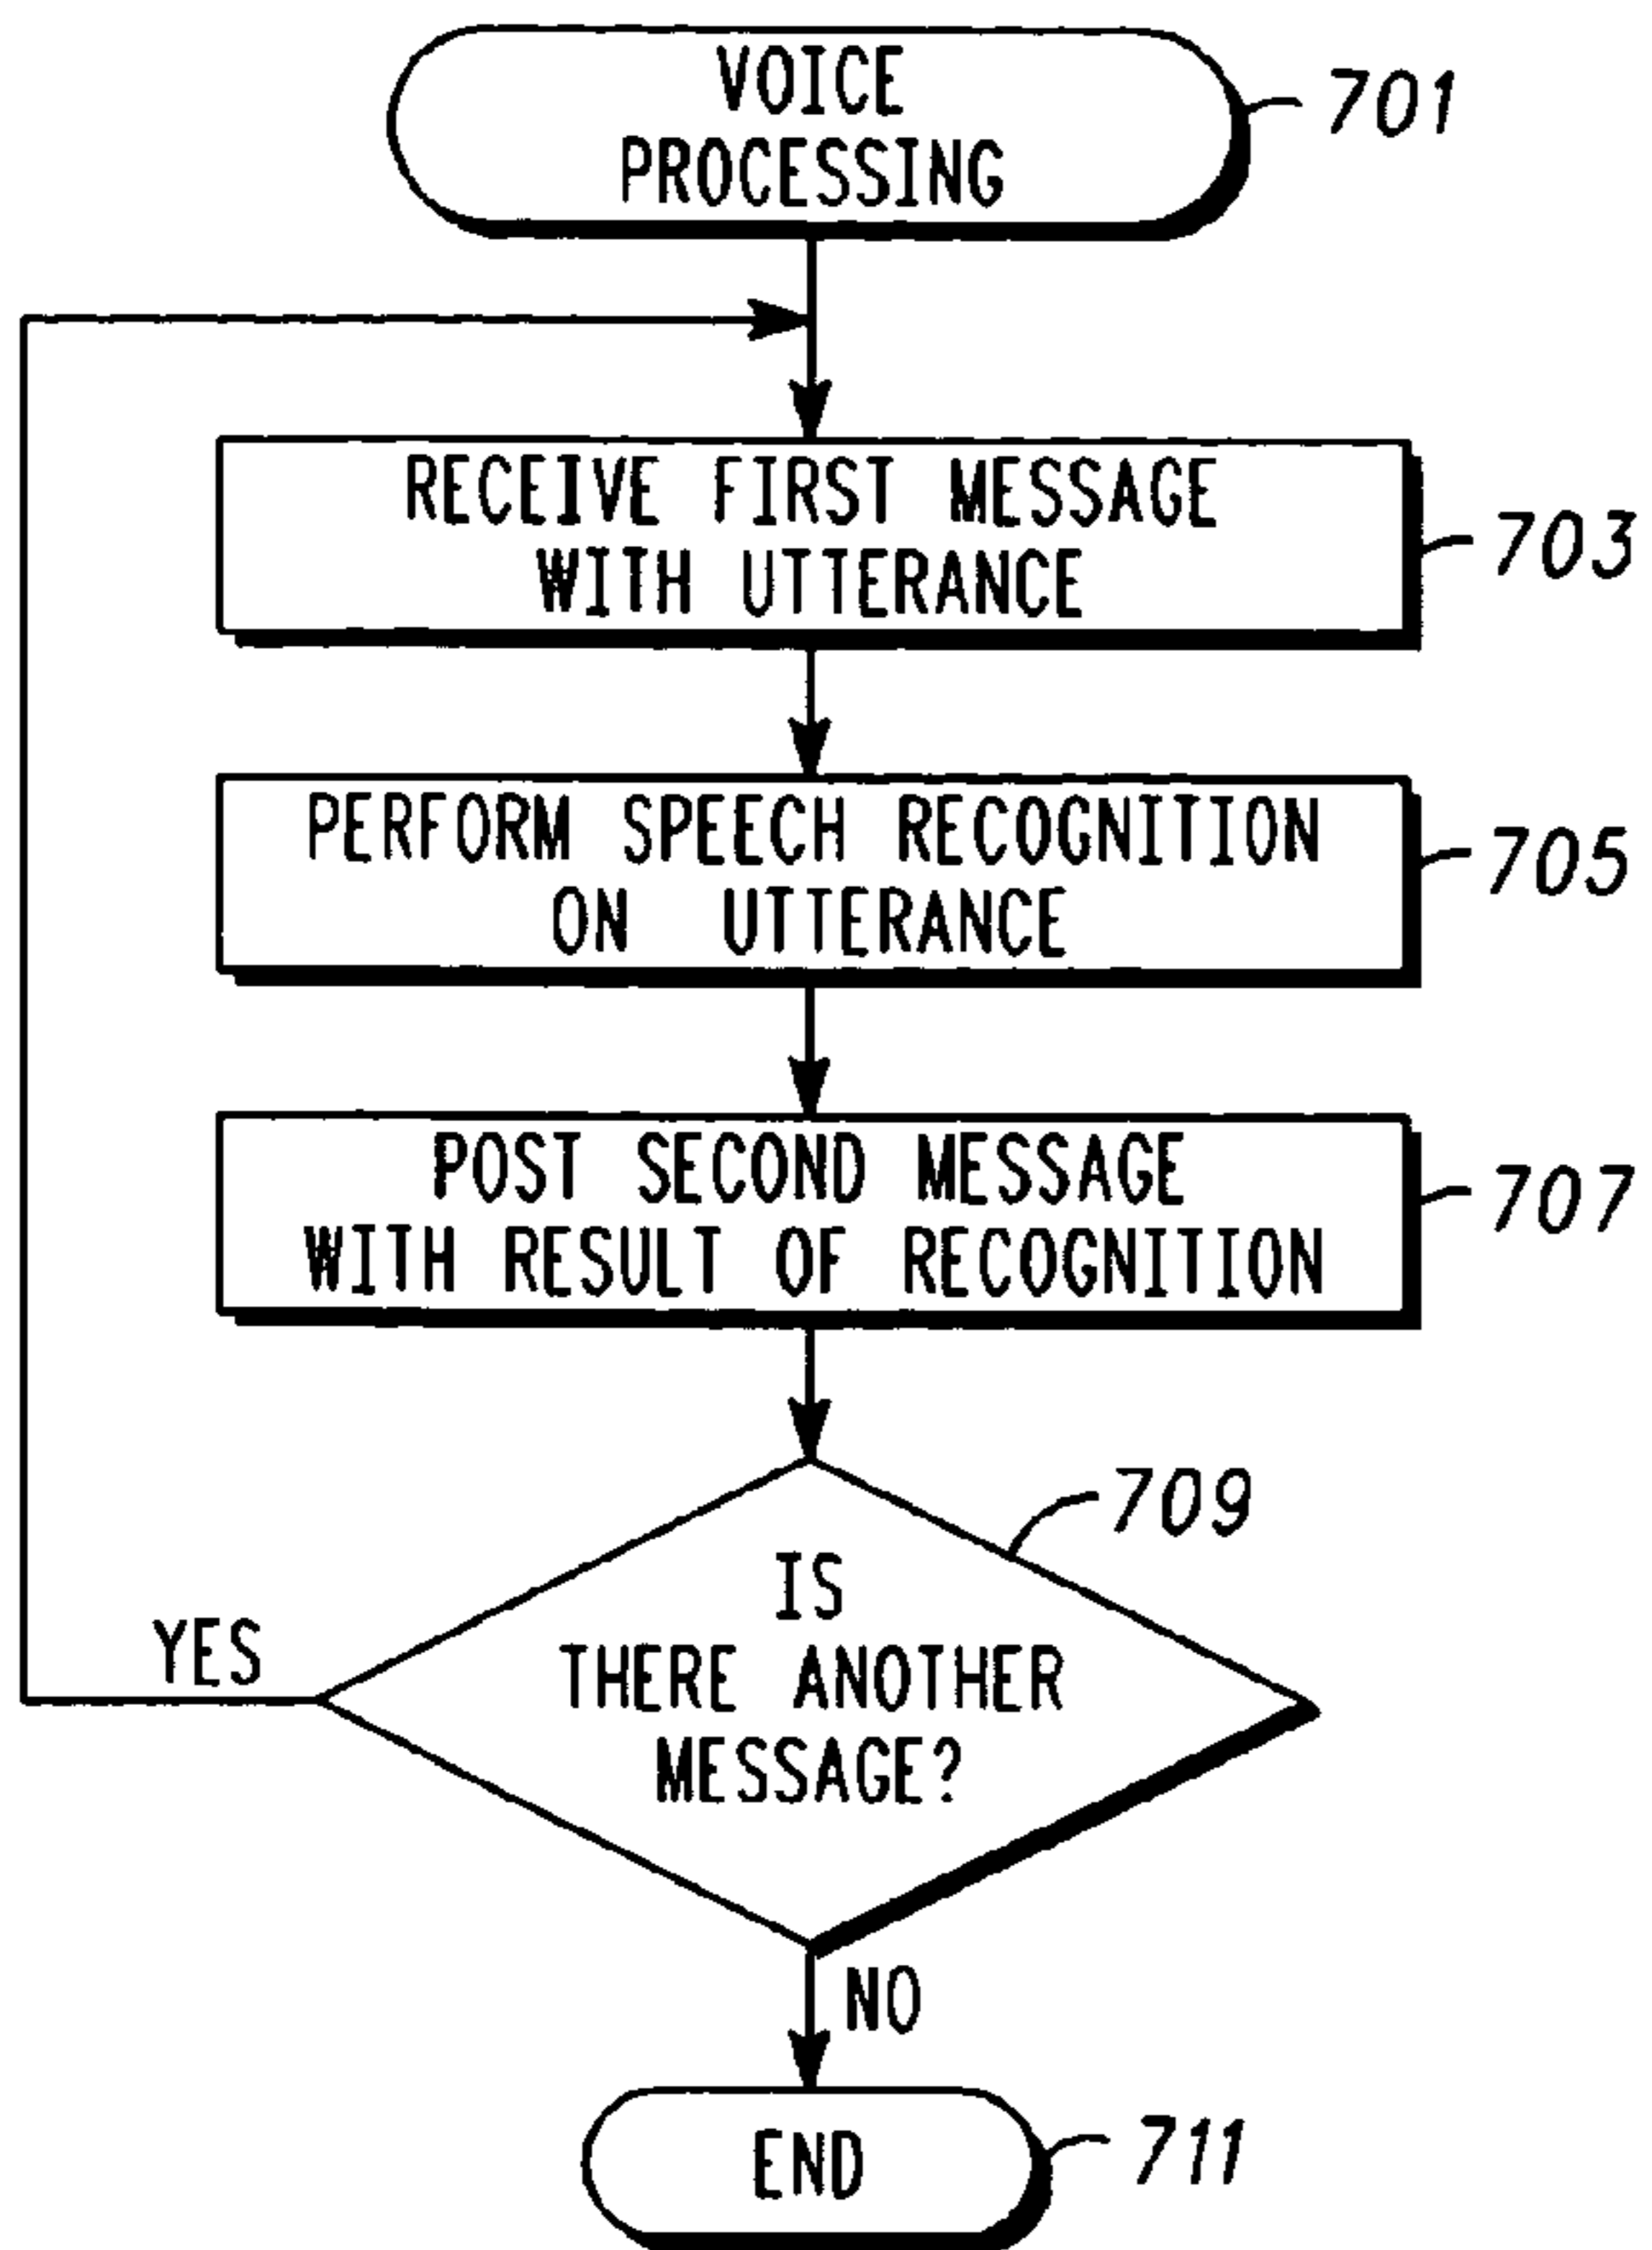 VOICE
PROCESSING
701
RECEIVE FIRST MESSAGE
WITH UTTERANCE
703
PERFORM SPEECH RECOGNITION
ON UTTERANCE
705
POST SECOND MESSAGE
WITH RESULT OF RECOGNITION
707
709
IS
THERE ANOTHER
MESSAGE?
YES
NO
END
711